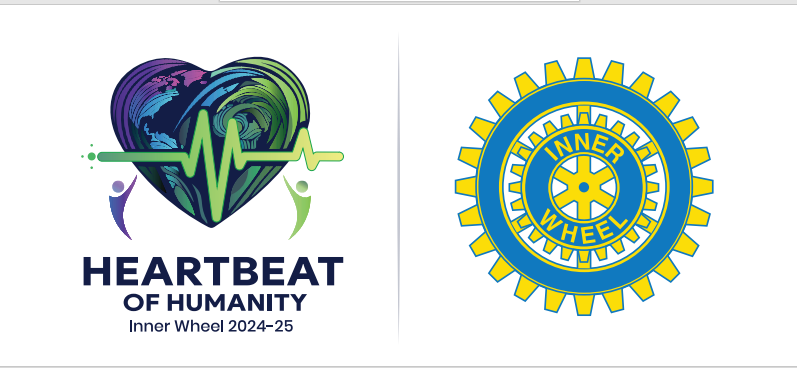 HEARTBEAT
OF HUMANITY
Inner Wheel 2024-25
INNER
WHEEL